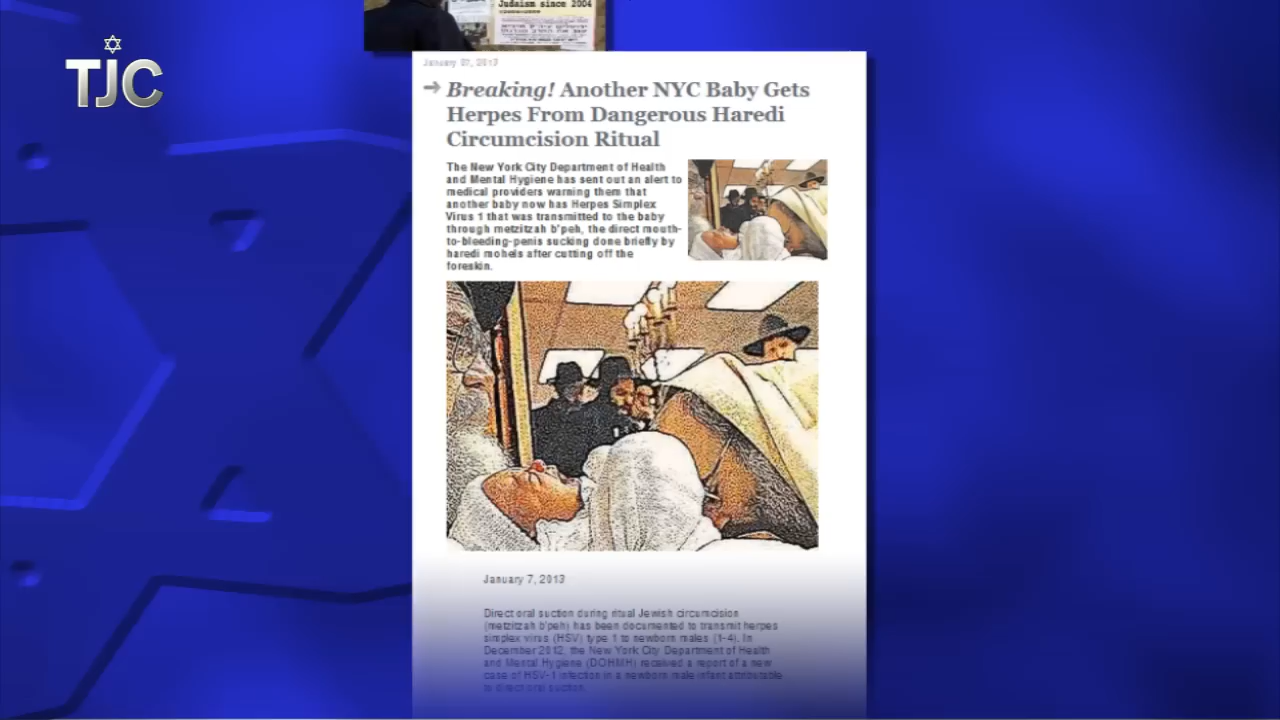 Judaism since 2004
TJC
January 07, 2013
→ Breaking! Another NYC Baby Gets
Herpes From Dangerous Haredi
Circumcision Ritual
The New York City Department of Health
and Mental Hygiene has sent out an alert to
medical providers warning them that
another baby now has Herpes Simplex
Virus 1 that was transmitted to the baby
through metzitzah b'peh, the direct mouth-
to-bleeding-penis sucking done briefly by
haredi mohels after cutting off the
foreskin.
January 7, 2013
Direct oral suction during ritual Jewish circumcision
(metzitzah b'peh) has been documented to transmit herpes
simplex virus (HSV) type 1 to newborn males (1-4). In
December 2012, the New York City Department of Health
and Mental Hygiene (DOHMH) received a report of a new
case of HSV-1 infection in a newborn male infant attributable
to direct oral suction.